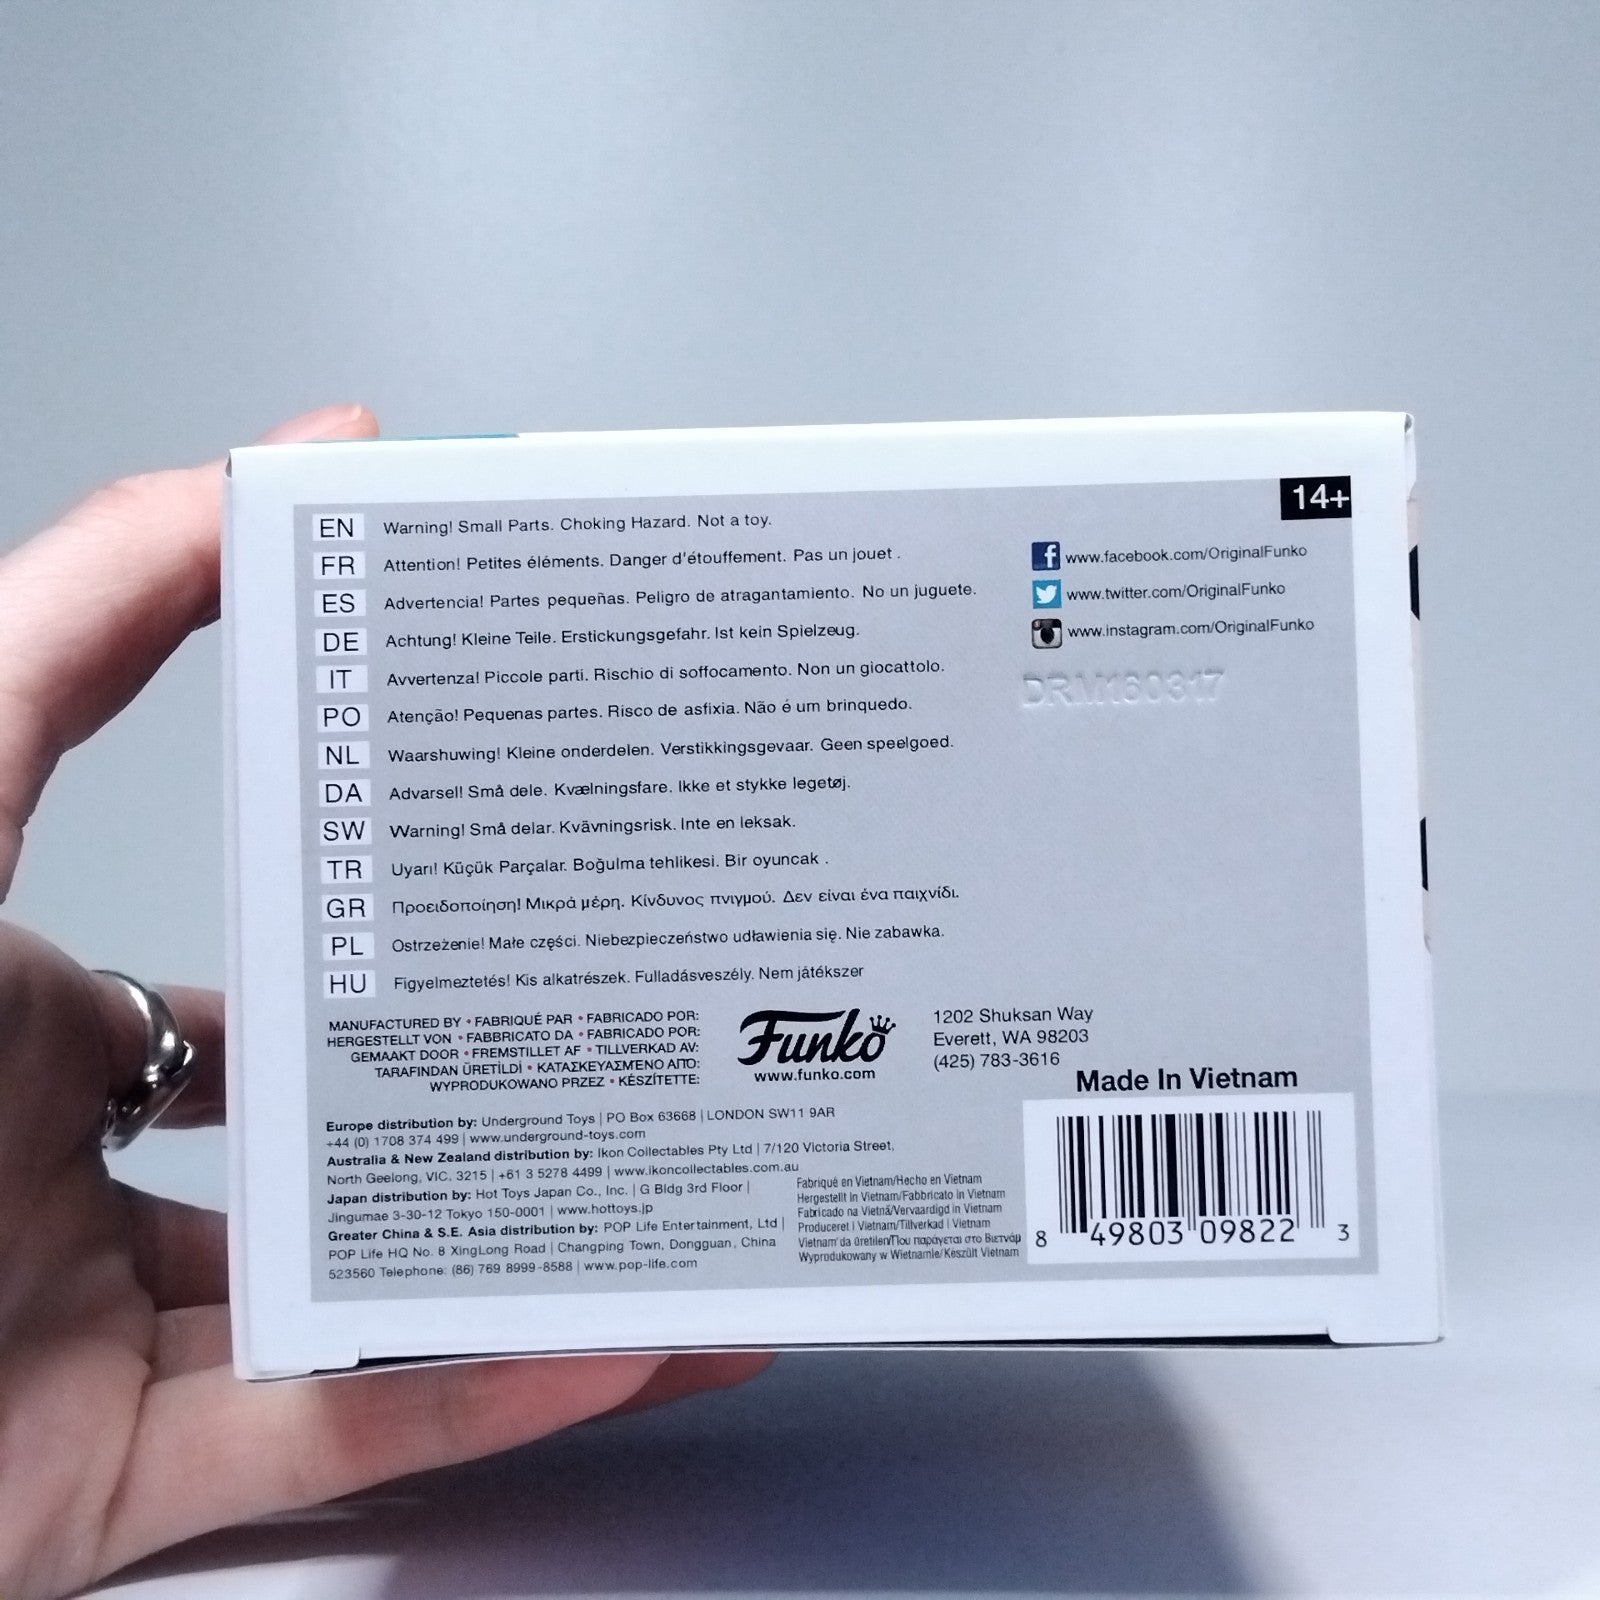 14+
EN Warning! Small Parts. Choking Hazard. Not a toy.
FR Attention! Petites éléments. Danger d'étouffement. Pas un jouet .
ES Advertencia! Partes pequeñas. Peligro de atragantamiento. No un juguete.
DE Achtung! Kleine Teile. Erstickungsgefahr. Ist kein Spielzeug.
IT Avvertenza! Piccole parti. Rischio di soffocamento. Non un giocattolo.
PO Atenção! Pequenas partes. Risco de asfixia. Não é um brinquedo.
NL Waarshuwing! Kleine onderdelen. Verstikkingsgevaar. Geen speelgoed.
DA Advarsel! Små dele. Kvælningsfare. Ikke et stykke legetøj.
SW Warning! Små delar. Kvävningsrisk. Inte en leksak.
TR Uyarı! Küçük Parçalar. Boğulma tehlikesi. Bir oyuncak .
GR Προειδοποίηση! Μικρά μέρη. Κίνδυνος πνιγμού. Δεν είναι ένα παιχνίδι.
PL Ostrzeżenie! Małe części. Niebezpieczeństwo udławienia się. Nie zabawka.
HU Figyelmeztetés! Kis alkatrészek. Fulladásveszély. Nem játékszer
www.facebook.com/OriginalFunko
www.twitter.com/OriginalFunko
www.instagram.com/OriginalFunko
DRM160317
MANUFACTURED BY • FABRIQUÉ PAR • FABRICADO POR:
HERGESTELLT VON • FABBRICATO DA • FABRICADO POR:
GEMAAKT DOOR • FREMSTILLET AF • TILLVERKAD AV:
TARAFINDAN ÜRETİLDİ • ΚΑΤΑΣΚΕΥΑΣΜΈΝΟ ΑΠΌ:
WYPRODUKOWANO PRZEZ • KÉSZÍTETTE:
Funko
www.funko.com
1202 Shuksan Way
Everett, WA 98203
(425) 783-3616
Made In Vietnam
Europe distribution by: Underground Toys | PO Box 63668 | LONDON SW11 9AR
+44 (0) 1708 374 499 | www.underground-toys.com
Australia & New Zealand distribution by: Ikon Collectables Pty Ltd | 7/120 Victoria Street,
North Geelong, VIC. 3215 | +61 3 5278 4499 | www.ikoncollectables.com.au
Japan distribution by: Hot Toys Japan Co., Inc. | G Bldg 3rd Floor |
Jingumae 3-30-12 Tokyo 150-0001 | www.hottoys.jp
Greater China & S.E. Asia distribution by: POP Life Entertainment, Ltd |
POP Life HQ No. 8 XingLong Road | Changping Town, Dongguan, China
523560 Telephone: (86) 769 8999-8588 | www.pop-life.com
Fabriqué en Vietnam/Hecho en Vietnam
Hergestellt in Vietnam/Fabbricato in Vietnam
Fabricado na Vietnã/Vervaardigd in Vietnam
Produceret i Vietnam/Tillverkad i Vietnam
Vietnam'da üretilen/Που παράγεται στο Βιετνάμ
Wyprodukowany w Wietnamie/Készült Vietnam
8 49803 09822 3